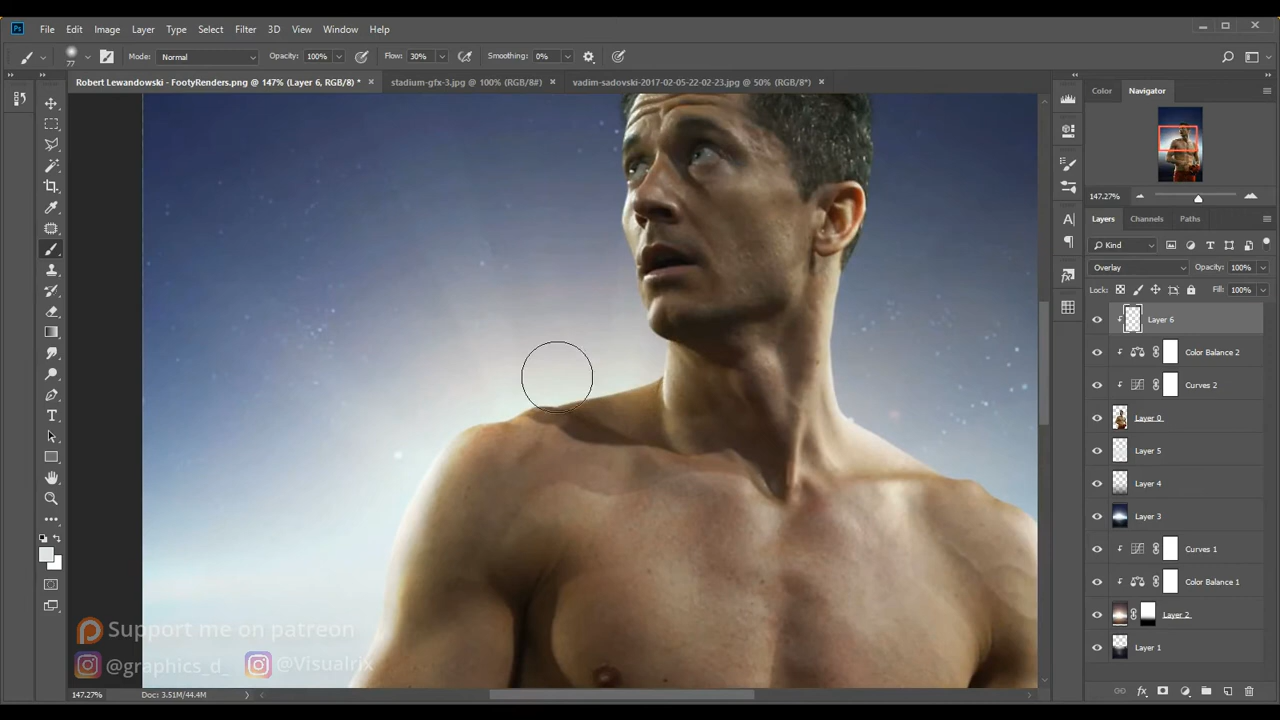 Ps File Edit Image Layer Type Select Filter 3D View Window Help
77 Mode: Normal Opacity: 100% Flow: 30% Smoothing: 0%
Robert Lewandowski - FootyRenders.png @ 147% (Layer 6, RGB/8) * × stadium-gfx-3.jpg @ 100% (RGB/8#) × vadim-sadovski-2017-02-05-22-02-23.jpg @ 50% (RGB/8*) ×
Color Navigator
147.27%
Layers Channels Paths
Kind
Overlay Opacity: 100%
Lock: Fill: 100%
Layer 6
Color Balance 2
Curves 2
Layer 0
Layer 5
Layer 4
Layer 3
Curves 1
Color Balance 1
Layer 2
Layer 1
Support me on patreon
@graphics_d_ @Visualrix
147.27% Doc: 3.51M/44.4M